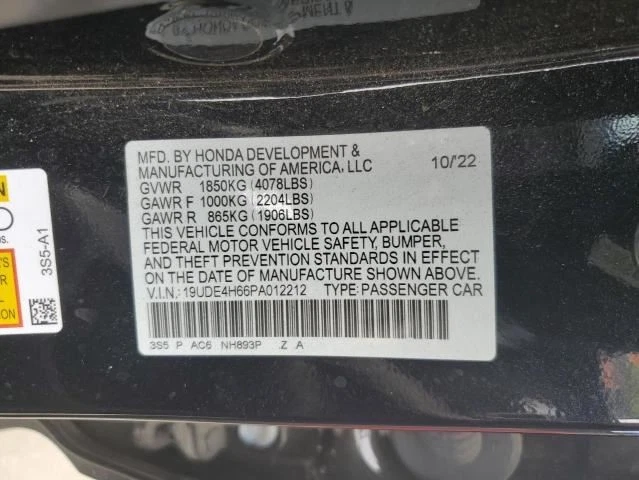 MFD. BY HONDA DEVELOPMENT &
MANUFACTURING OF AMERICA, LLC 10/22
GVWR 1850KG (4078LBS)
GAWR F 1000KG (2204LBS)
GAWR R 865KG (1906LBS)
THIS VEHICLE CONFORMS TO ALL APPLICABLE
FEDERAL MOTOR VEHICLE SAFETY, BUMPER,
AND THEFT PREVENTION STANDARDS IN EFFECT
ON THE DATE OF MANUFACTURE SHOWN ABOVE.
V.I.N.: 19UDE4H66PA012212 TYPE: PASSENGER CAR
3S5 P AC6 NH893P .Z A
3S5-A1